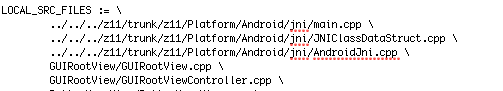 LOCAL_SRC_FILES := \
../../../z11/trunk/z11/Platform/Android/jni/main.cpp \
../../../z11/trunk/z11/Platform/Android/jni/JNIClassDataStruct.cpp \
../../../z11/trunk/z11/Platform/Android/jni/AndroidJni.cpp \
GUIRootView/GUIRootView.cpp \
GUIRootView/GUIRootViewController.cpp \